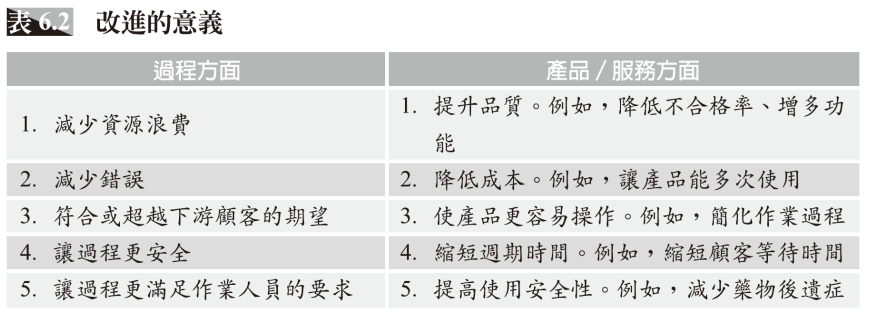 表 6.2 改進的意義
過程方面 產品/服務方面
1. 減少資源浪費 1. 提升品質。例如，降低不合格率、增多功
能
2. 減少錯誤 2. 降低成本。例如，讓產品能多次使用
3. 符合或超越下游顧客的期望 3. 使產品更容易操作。例如，簡化作業過程
4. 讓過程更安全 4. 縮短週期時間。例如，縮短顧客等待時間
5. 讓過程更滿足作業人員的要求 5. 提高使用安全性。例如，減少藥物後遺症